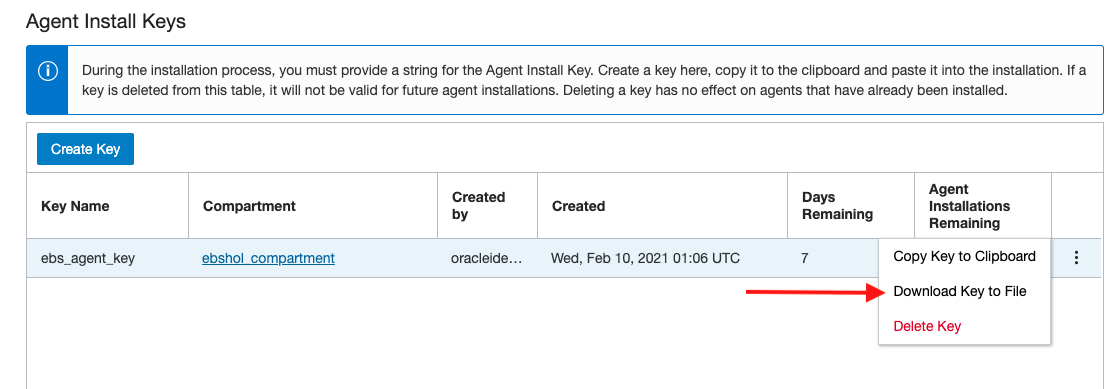 Agent Install Keys
During the installation process, you must provide a string for the Agent Install Key. Create a key here, copy it to the clipboard and paste it into the installation. If a
key is deleted from this table, it will not be valid for future agent installations. Deleting a key has no effect on agents that have already been installed.
Create Key
Key Name
Compartment
Created
by
Created
Days
Remaining
Agent
Installations
Remaining
ebs_agent_key
ebshol_compartment
oracleide...
Wed, Feb 10, 2021 01:06 UTC
7
Copy Key to Clipboard
Download Key to File
Delete Key